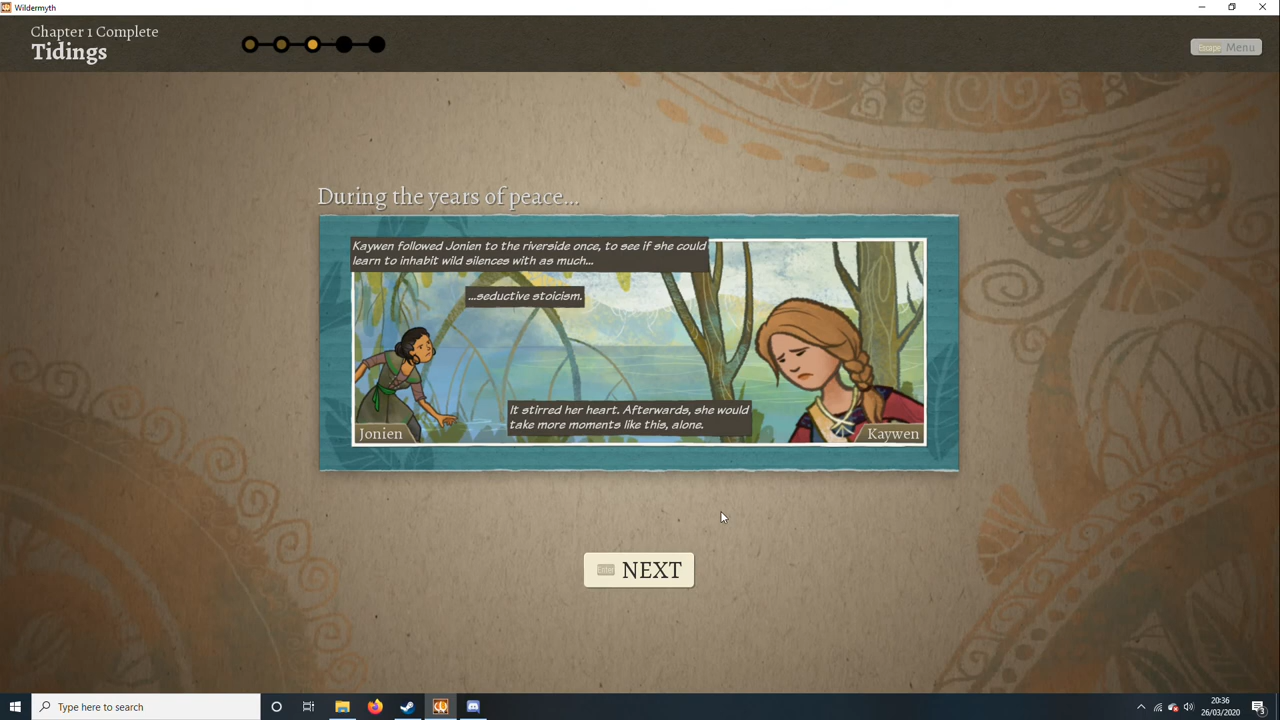 Wildermyth
Chapter 1 Complete
Tidings
Escape Menu
During the years of peace...
Kaywen followed Jonien to the riverside once, to see if she could
learn to inhabit wild silences with as much...
...seductive stoicism.
It stirred her heart. Afterwards, she would
take more moments like this, alone.
Jonien
Kaywen
Enter NEXT
Type here to search
20:36
26/03/2020
3